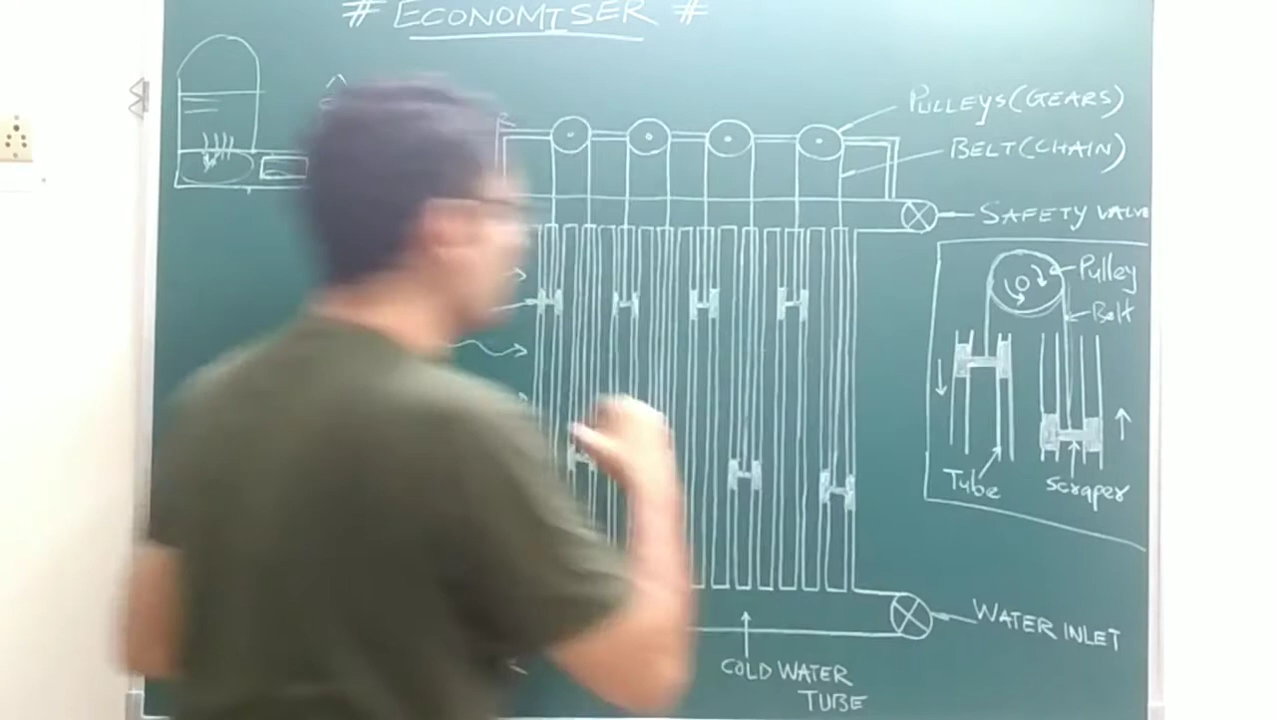 # ECONOMISER #
PULLEYS(GEARS)
BELT(CHAIN)
SAFETY VALVE
Pulley
Belt
Tube
Scraper
WATER INLET
COLD WATER
TUBE